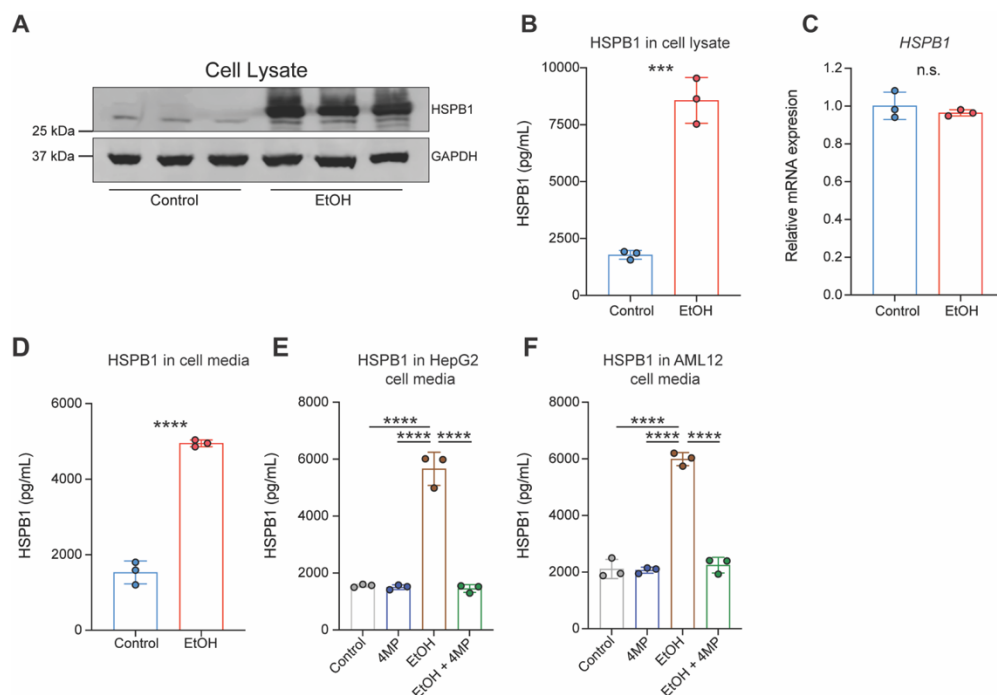 A
Cell Lysate
HSPB1
25 kDa
37 kDa
GAPDH
Control
EtOH
B
HSPB1 in cell lysate
***
10000
7500
5000
2500
0
HSPB1 (pg/mL)
Control
EtOH
C
HSPB1
n.s.
1.2
1.0
0.8
0.6
0.4
0.2
0.0
Relative mRNA expresion
Control
EtOH
D
HSPB1 in cell media
****
6000
4000
2000
0
HSPB1 (pg/mL)
Control
EtOH
E
HSPB1 in HepG2
cell media
****
**** ****
8000
6000
4000
2000
0
HSPB1 (pg/mL)
Control
4MP
EtOH
EtOH + 4MP
F
HSPB1 in AML12
cell media
****
**** ****
8000
6000
4000
2000
0
HSPB1 (pg/mL)
Control
4MP
EtOH
EtOH + 4MP